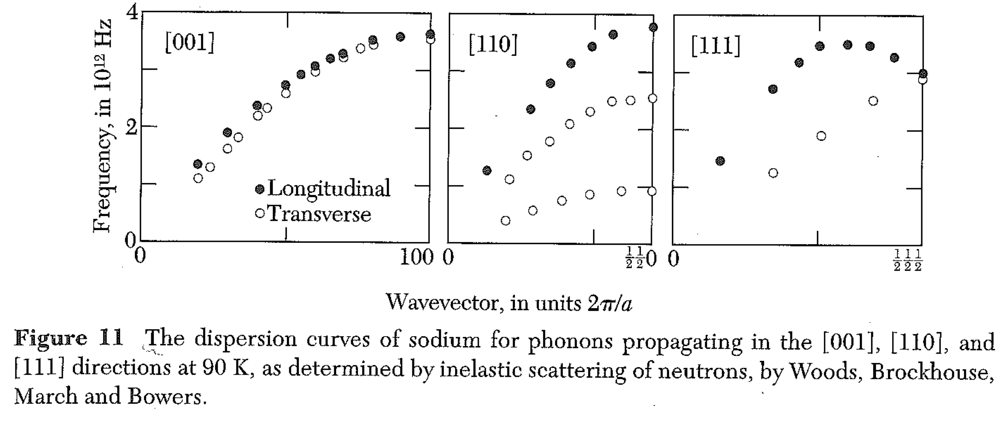 4
[001]
[110]
[111]
Frequency, in 10¹² Hz
2
Longitudinal
Transverse
0
0
100
0
½½0
0
½½½
Wavevector, in units 2π/a
Figure 11 The dispersion curves of sodium for phonons propagating in the [001], [110], and
[111] directions at 90 K, as determined by inelastic scattering of neutrons, by Woods, Brockhouse,
March and Bowers.